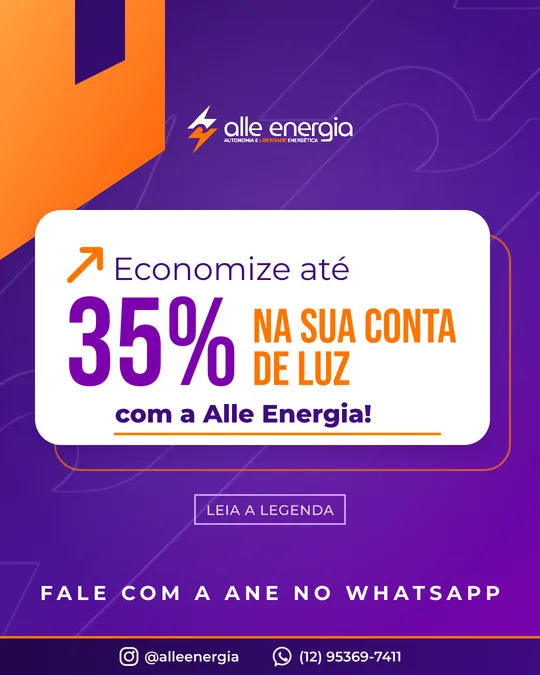 alle energia
AUTONOMIA E LIBERDADE ENERGÉTICA
Economize até
35% NA SUA CONTA
DE LUZ
com a Alle Energia!
LEIA A LEGENDA
FALE COM A ANE NO WHATSAPP
@alleenergia (12) 95369-7411